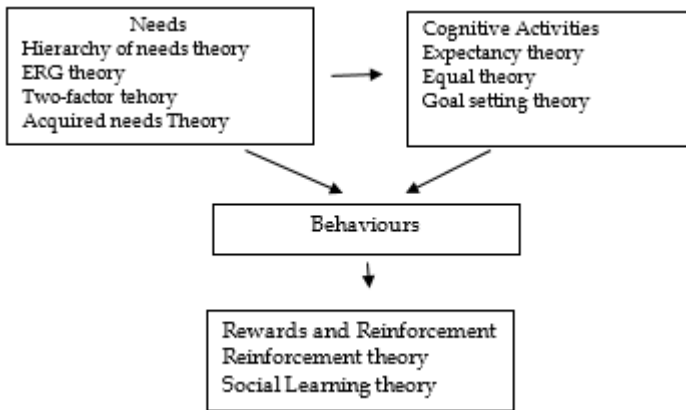 Needs
Hierarchy of needs theory
ERG theory
Two-factor tehory
Acquired needs Theory
Cognitive Activities
Expectancy theory
Equal theory
Goal setting theory
Behaviours
Rewards and Reinforcement
Reinforcement theory
Social Learning theory